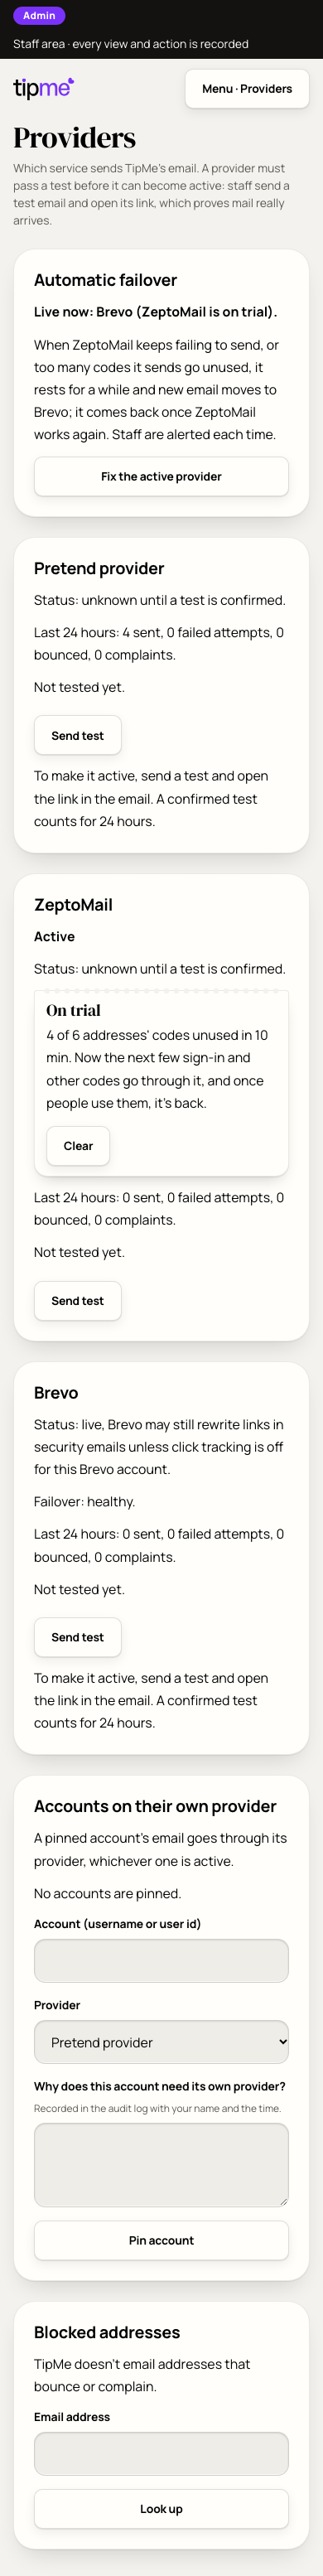 Admin
Staff area · every view and action is recorded
tipme
Menu · Providers
Providers
Which service sends TipMe's email. A provider must
pass a test before it can become active: staff send a
test email and open its link, which proves mail really
arrives.
Automatic failover
Live now: Brevo (ZeptoMail is on trial).
When ZeptoMail keeps failing to send, or
too many codes it sends go unused, it
rests for a while and new email moves to
Brevo; it comes back once ZeptoMail
works again. Staff are alerted each time.
Fix the active provider
Pretend provider
Status: unknown until a test is confirmed.
Last 24 hours: 4 sent, 0 failed attempts, 0
bounced, 0 complaints.
Not tested yet.
Send test
To make it active, send a test and open
the link in the email. A confirmed test
counts for 24 hours.
ZeptoMail
Active
Status: unknown until a test is confirmed.
On trial
4 of 6 addresses' codes unused in 10
min. Now the next few sign-in and
other codes go through it, and once
people use them, it's back.
Clear
Last 24 hours: 0 sent, 0 failed attempts, 0
bounced, 0 complaints.
Not tested yet.
Send test
Brevo
Status: live, Brevo may still rewrite links in
security emails unless click tracking is off
for this Brevo account.
Failover: healthy.
Last 24 hours: 0 sent, 0 failed attempts, 0
bounced, 0 complaints.
Not tested yet.
Send test
To make it active, send a test and open
the link in the email. A confirmed test
counts for 24 hours.
Accounts on their own provider
A pinned account's email goes through its
provider, whichever one is active.
No accounts are pinned.
Account (username or user id)
Provider
Pretend provider
Why does this account need its own provider?
Recorded in the audit log with your name and the time.
Pin account
Blocked addresses
TipMe doesn't email addresses that
bounce or complain.
Email address
Look up